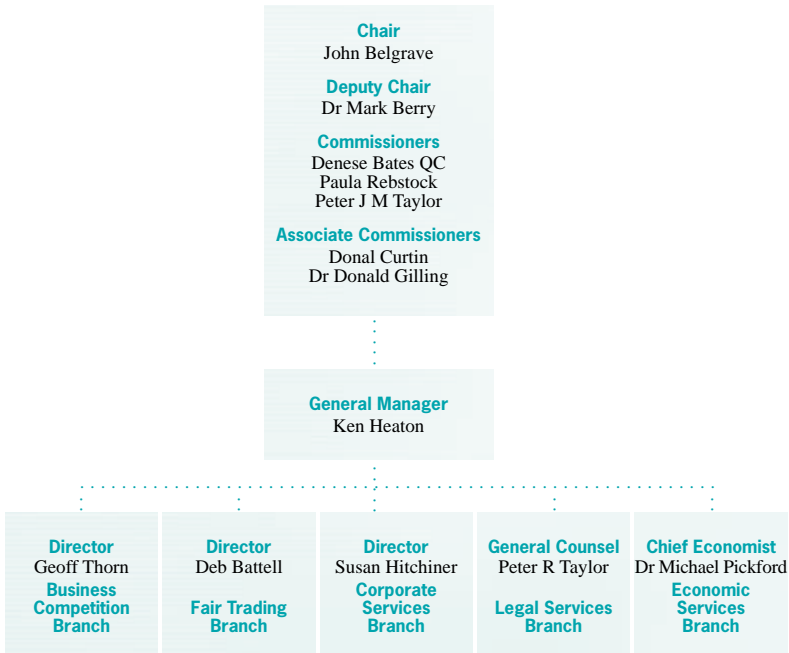 Chair
John Belgrave
Deputy Chair
Dr Mark Berry
Commissioners
Denese Bates QC
Paula Rebstock
Peter J M Taylor
Associate Commissioners
Donal Curtin
Dr Donald Gilling
General Manager
Ken Heaton
Director
Geoff Thorn
Business
Competition
Branch
Director
Deb Battell
Fair Trading
Branch
Director
Susan Hitchiner
Corporate
Services
Branch
General Counsel
Peter R Taylor
Legal Services
Branch
Chief Economist
Dr Michael Pickford
Economic
Services
Branch